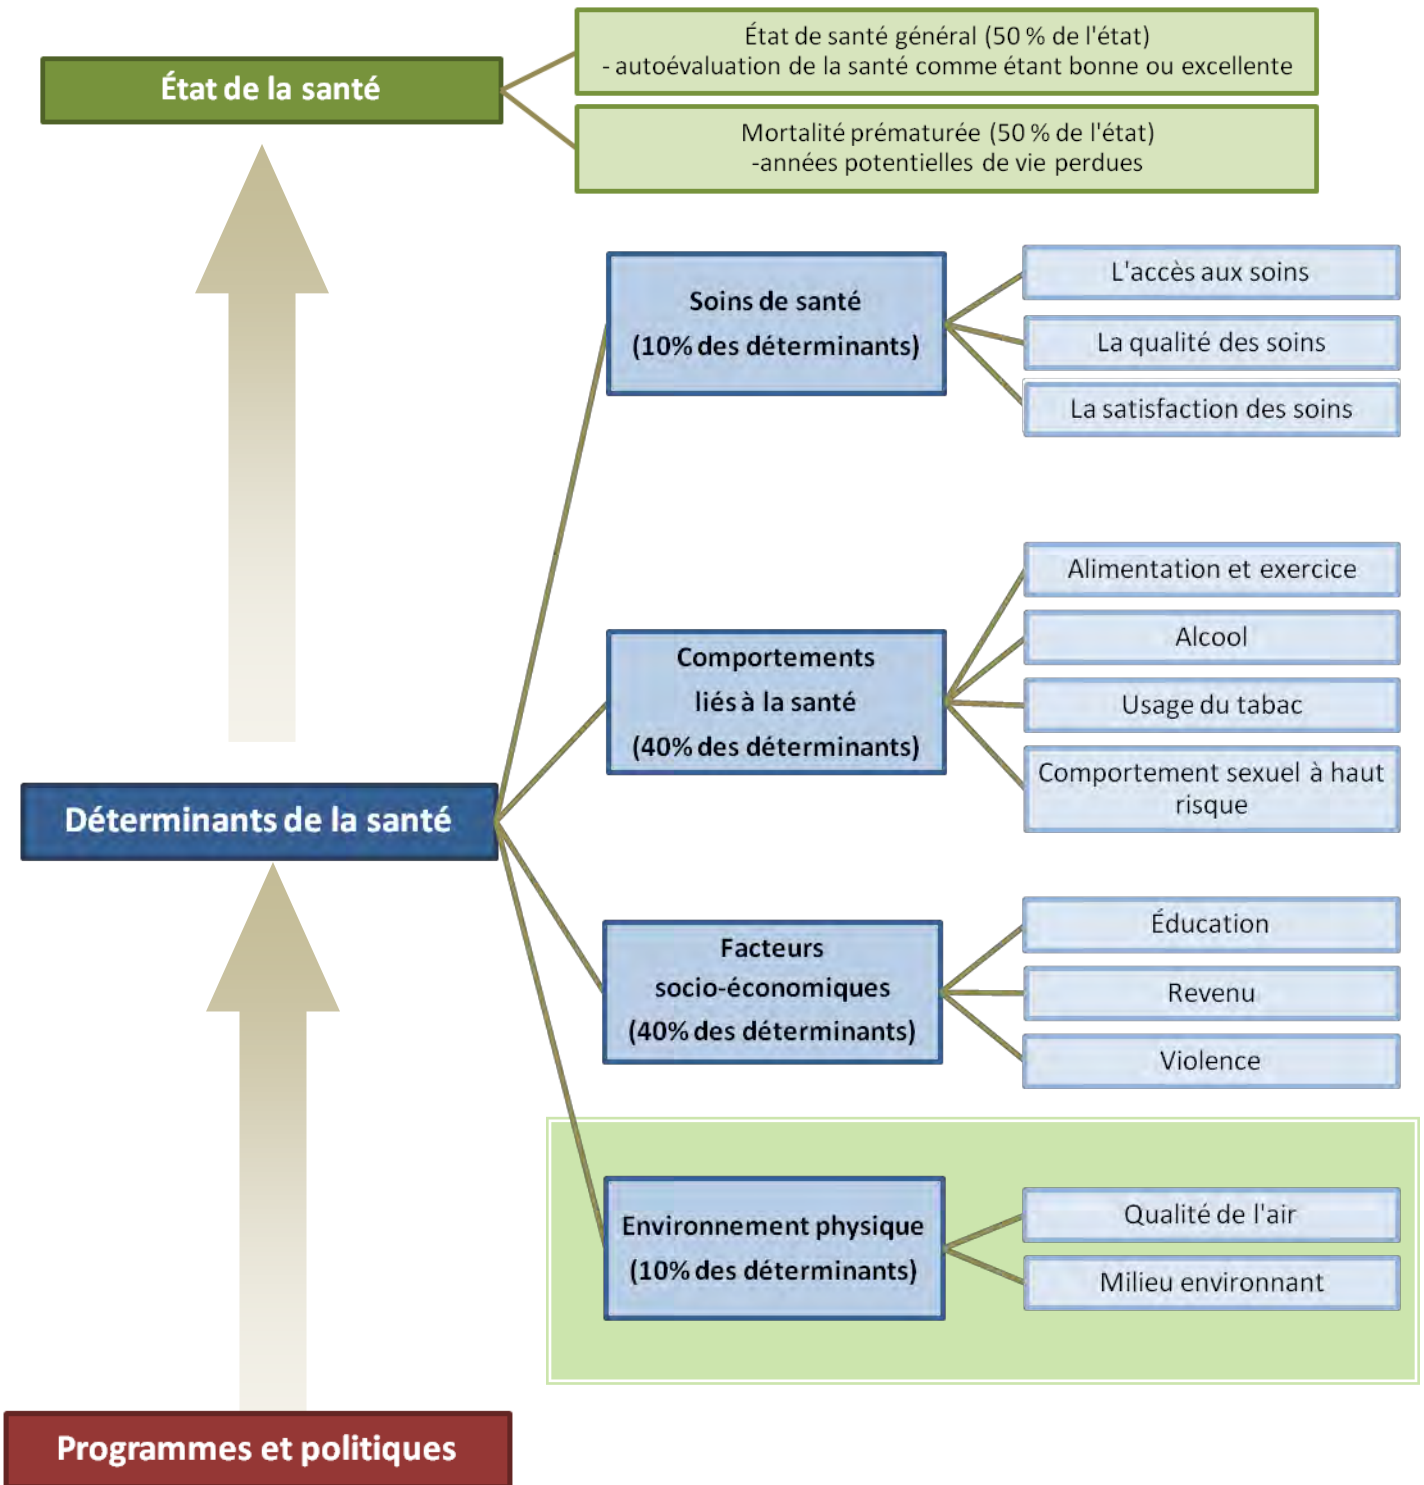 État de la santé
État de santé général (50 % de l'état)
- autoévaluation de la santé comme étant bonne ou excellente
Mortalité prématurée (50 % de l'état)
-années potentielles de vie perdues
Soins de santé
(10% des déterminants)
L'accès aux soins
La qualité des soins
La satisfaction des soins
Comportements
liés à la santé
(40% des déterminants)
Alimentation et exercice
Alcool
Usage du tabac
Comportement sexuel à haut
risque
Déterminants de la santé
Facteurs
socio-économiques
(40% des déterminants)
Éducation
Revenu
Violence
Environnement physique
(10% des déterminants)
Qualité de l'air
Milieu environnant
Programmes et politiques